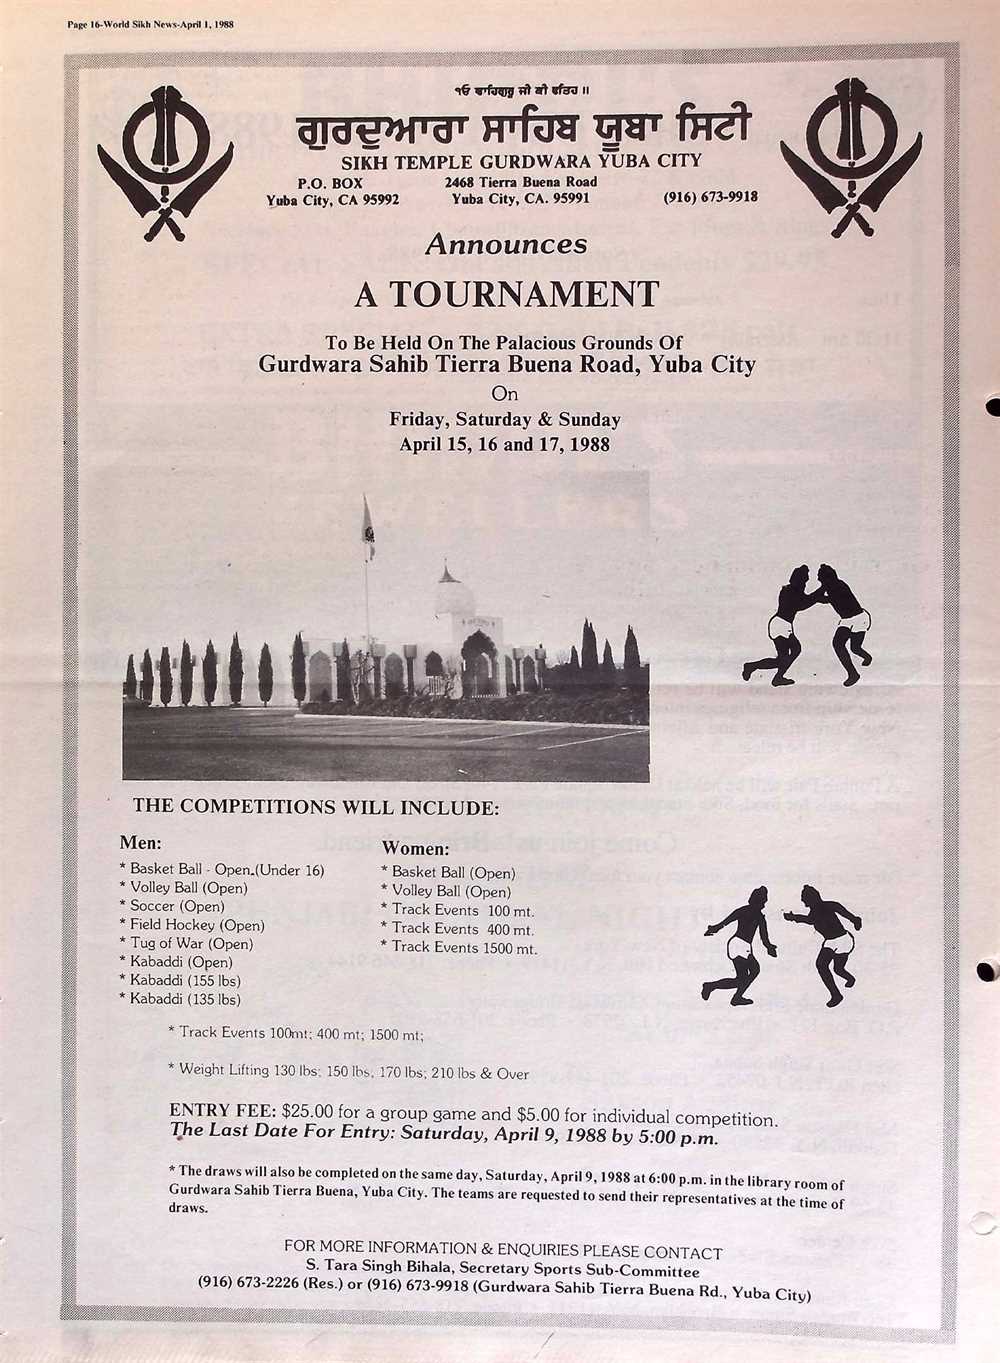 Page 16-World Sikh News-April 1, 1988
੧ੳ ਵਾਹਿਗੁਰੂ ਜੀ ਕੀ ਫਤਿਹ ॥
ਗੁਰਦੁਆਰਾ ਸਾਹਿਬ ਯੂਬਾ ਸਿਟੀ
SIKH TEMPLE GURDWARA YUBA CITY
P.O. BOX 2468 Tierra Buena Road
Yuba City, CA 95992 Yuba City, CA. 95991 (916) 673-9918
Announces
A TOURNAMENT
To Be Held On The Palacious Grounds Of
Gurdwara Sahib Tierra Buena Road, Yuba City
On
Friday, Saturday & Sunday
April 15, 16 and 17, 1988
THE COMPETITIONS WILL INCLUDE:
Men:
* Basket Ball - Open.(Under 16)
* Volley Ball (Open)
* Soccer (Open)
* Field Hockey (Open)
* Tug of War (Open)
* Kabaddi (Open)
* Kabaddi (155 lbs)
* Kabaddi (135 lbs)
Women:
* Basket Ball (Open)
* Volley Ball (Open)
* Track Events 100 mt.
* Track Events 400 mt.
* Track Events 1500 mt.
* Track Events 100mt; 400 mt; 1500 mt;
* Weight Lifting 130 lbs; 150 lbs, 170 lbs; 210 lbs & Over
ENTRY FEE: $25.00 for a group game and $5.00 for individual competition.
The Last Date For Entry: Saturday, April 9, 1988 by 5:00 p.m.
* The draws will also be completed on the same day, Saturday, April 9, 1988 at 6:00 p.m. in the library room of
Gurdwara Sahib Tierra Buena, Yuba City. The teams are requested to send their representatives at the time of
draws.
FOR MORE INFORMATION & ENQUIRIES PLEASE CONTACT
S. Tara Singh Bihala, Secretary Sports Sub-Committee
(916) 673-2226 (Res.) or (916) 673-9918 (Gurdwara Sahib Tierra Buena Rd., Yuba City)